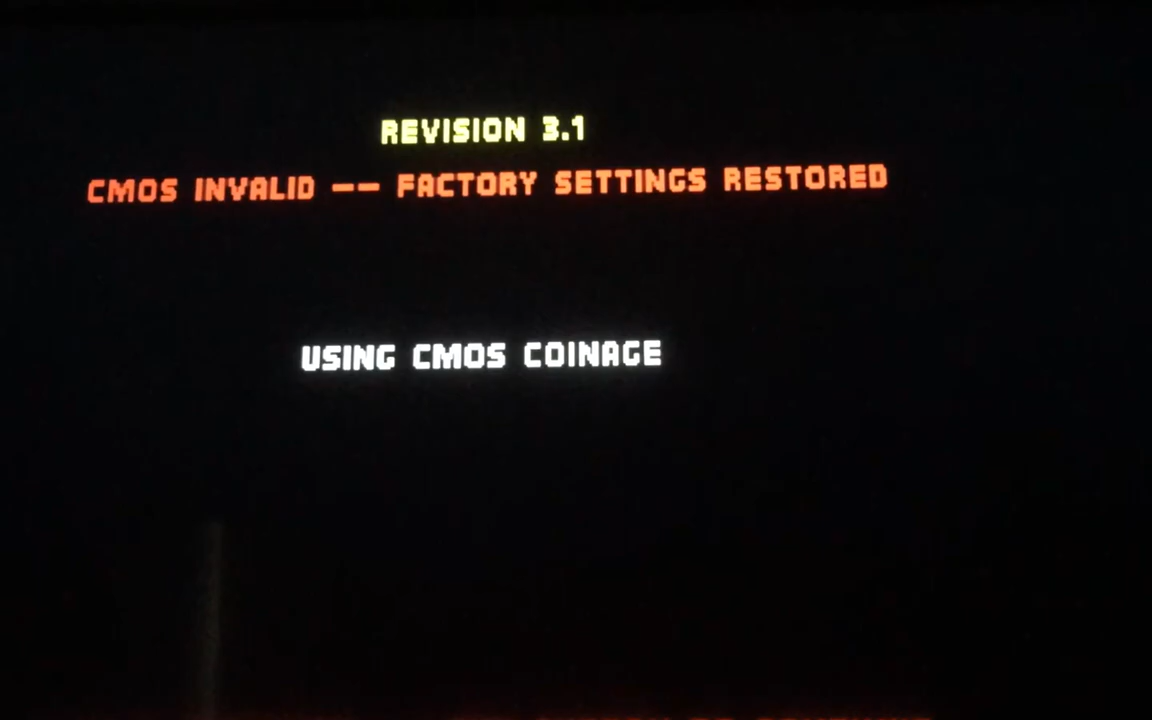 REVISION 3.1
CMOS INVALID -- FACTORY SETTINGS RESTORED
USING CMOS COINAGE